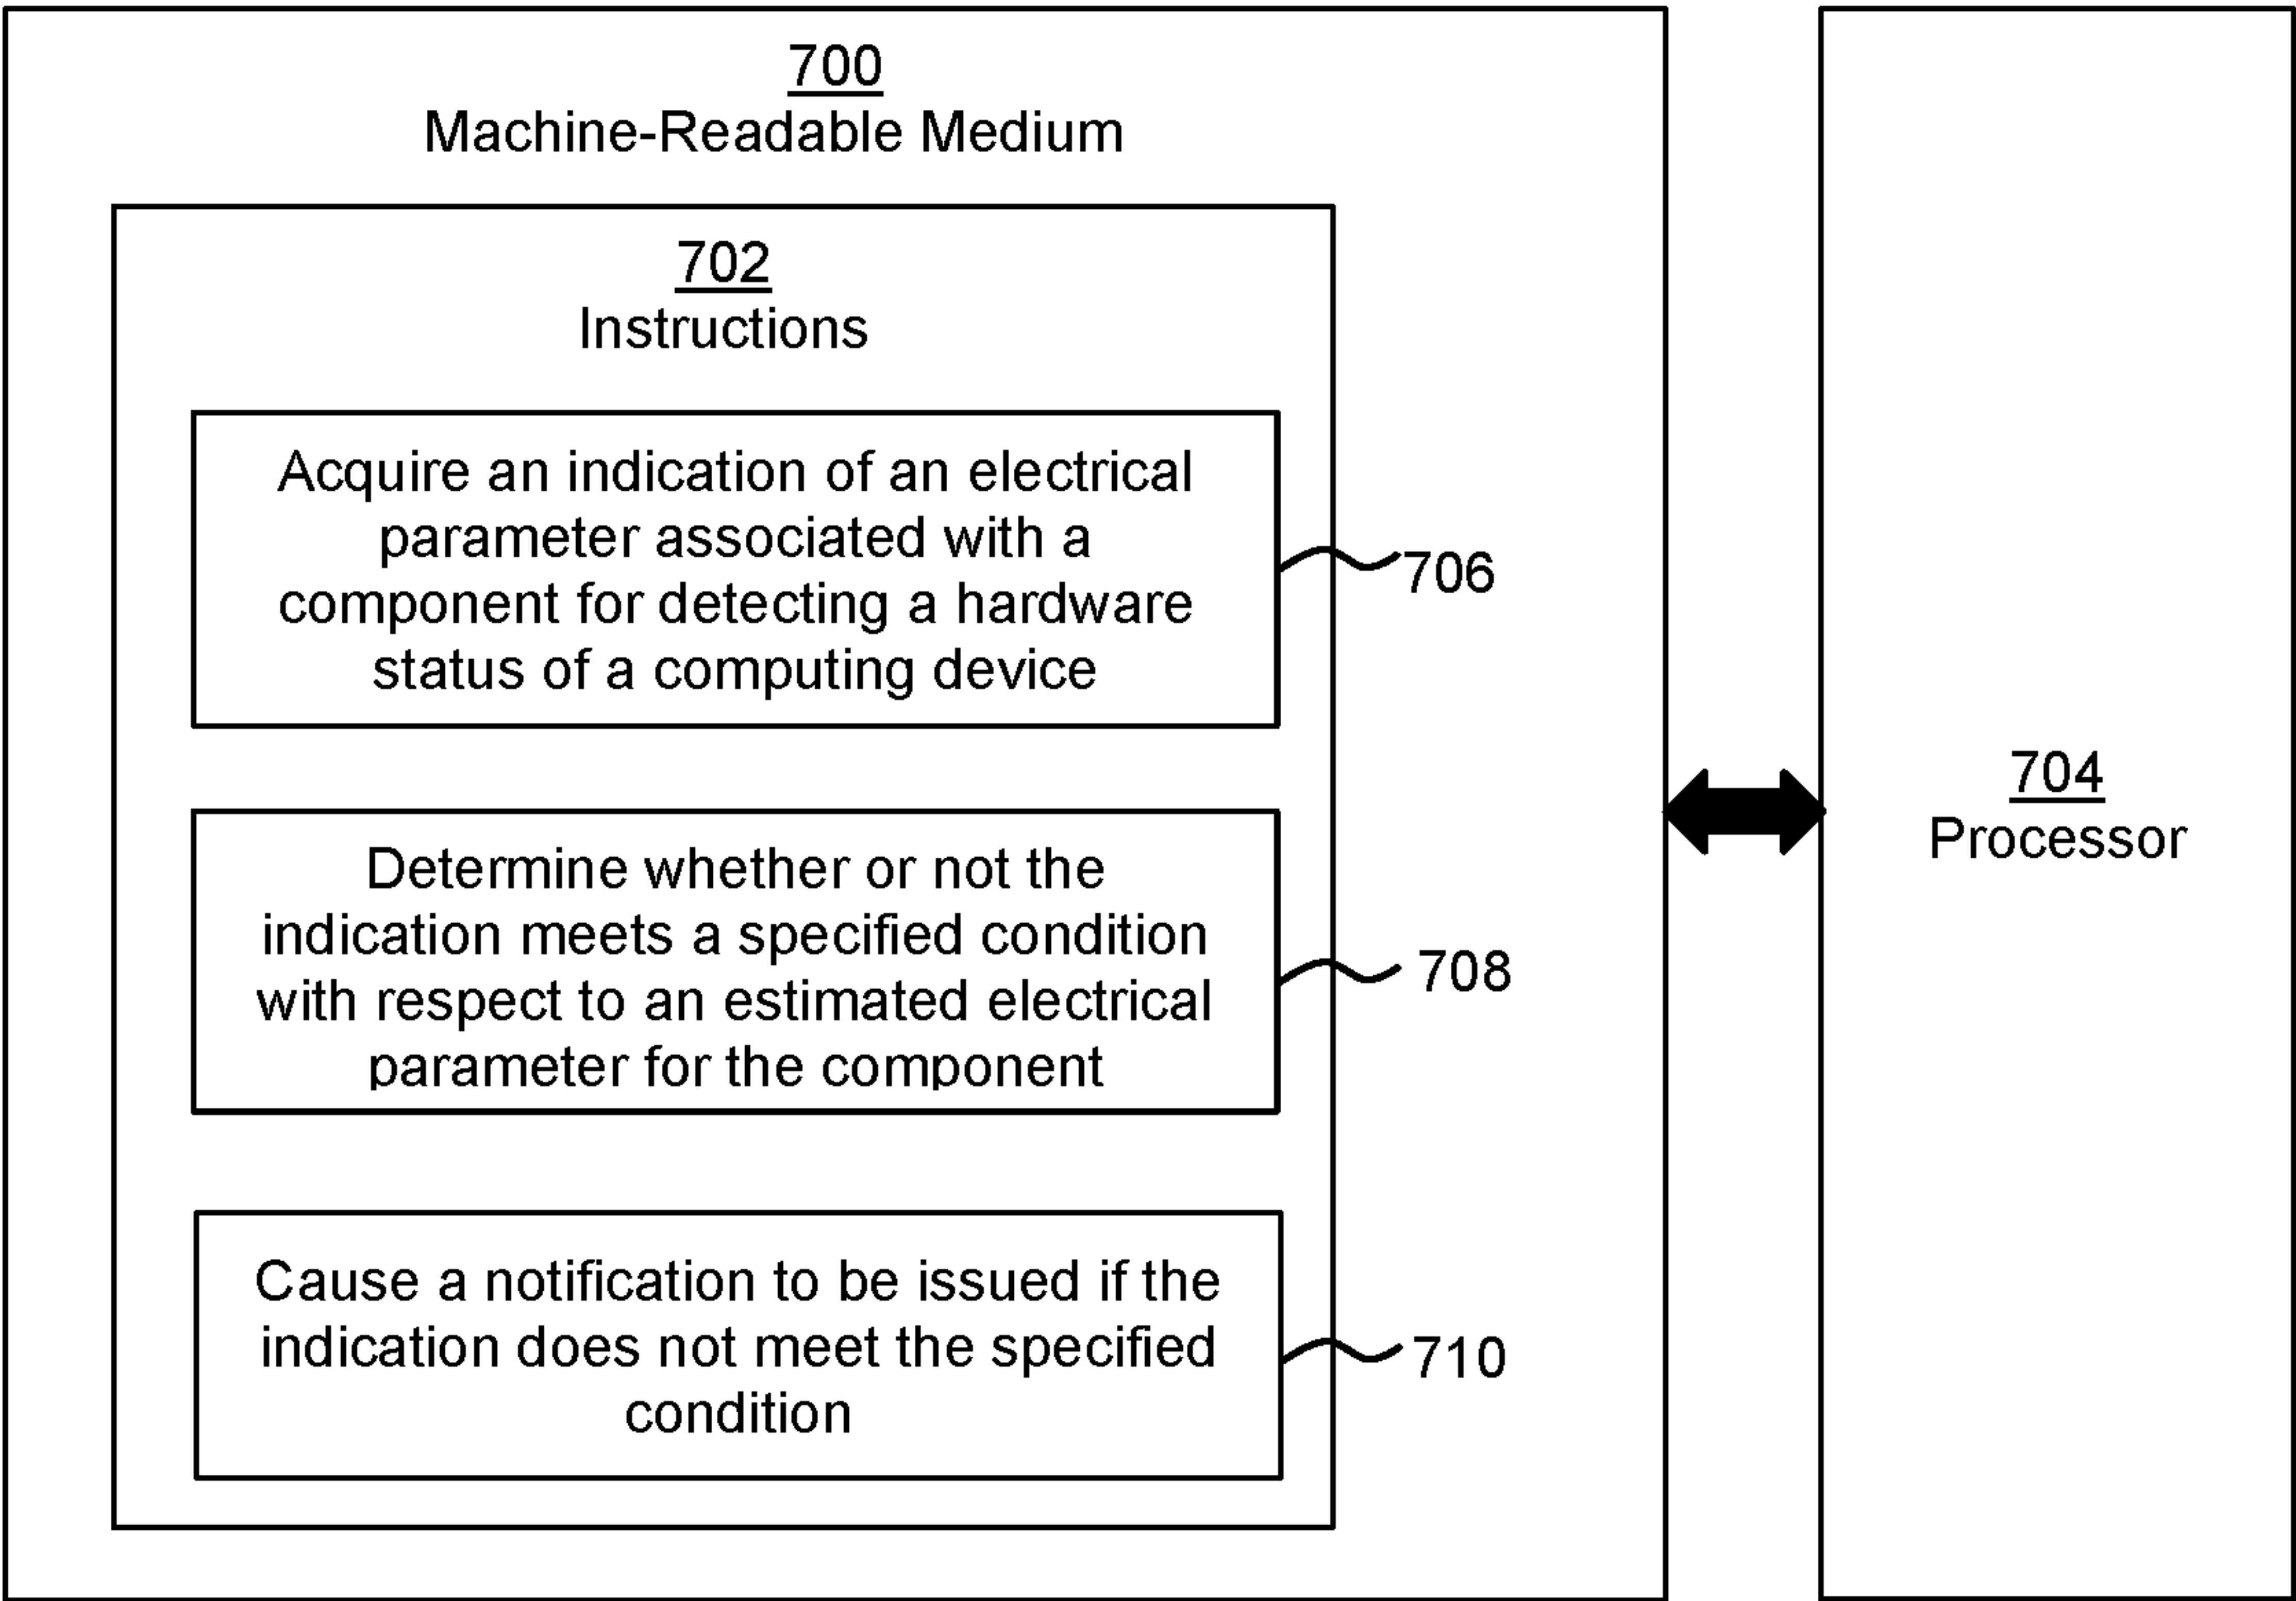 700
Machine-Readable Medium
702
Instructions
Acquire an indication of an electrical
parameter associated with a
component for detecting a hardware
status of a computing device
706
Determine whether or not the
indication meets a specified condition
with respect to an estimated electrical
parameter for the component
708
Cause a notification to be issued if the
indication does not meet the specified
condition
710
704
Processor